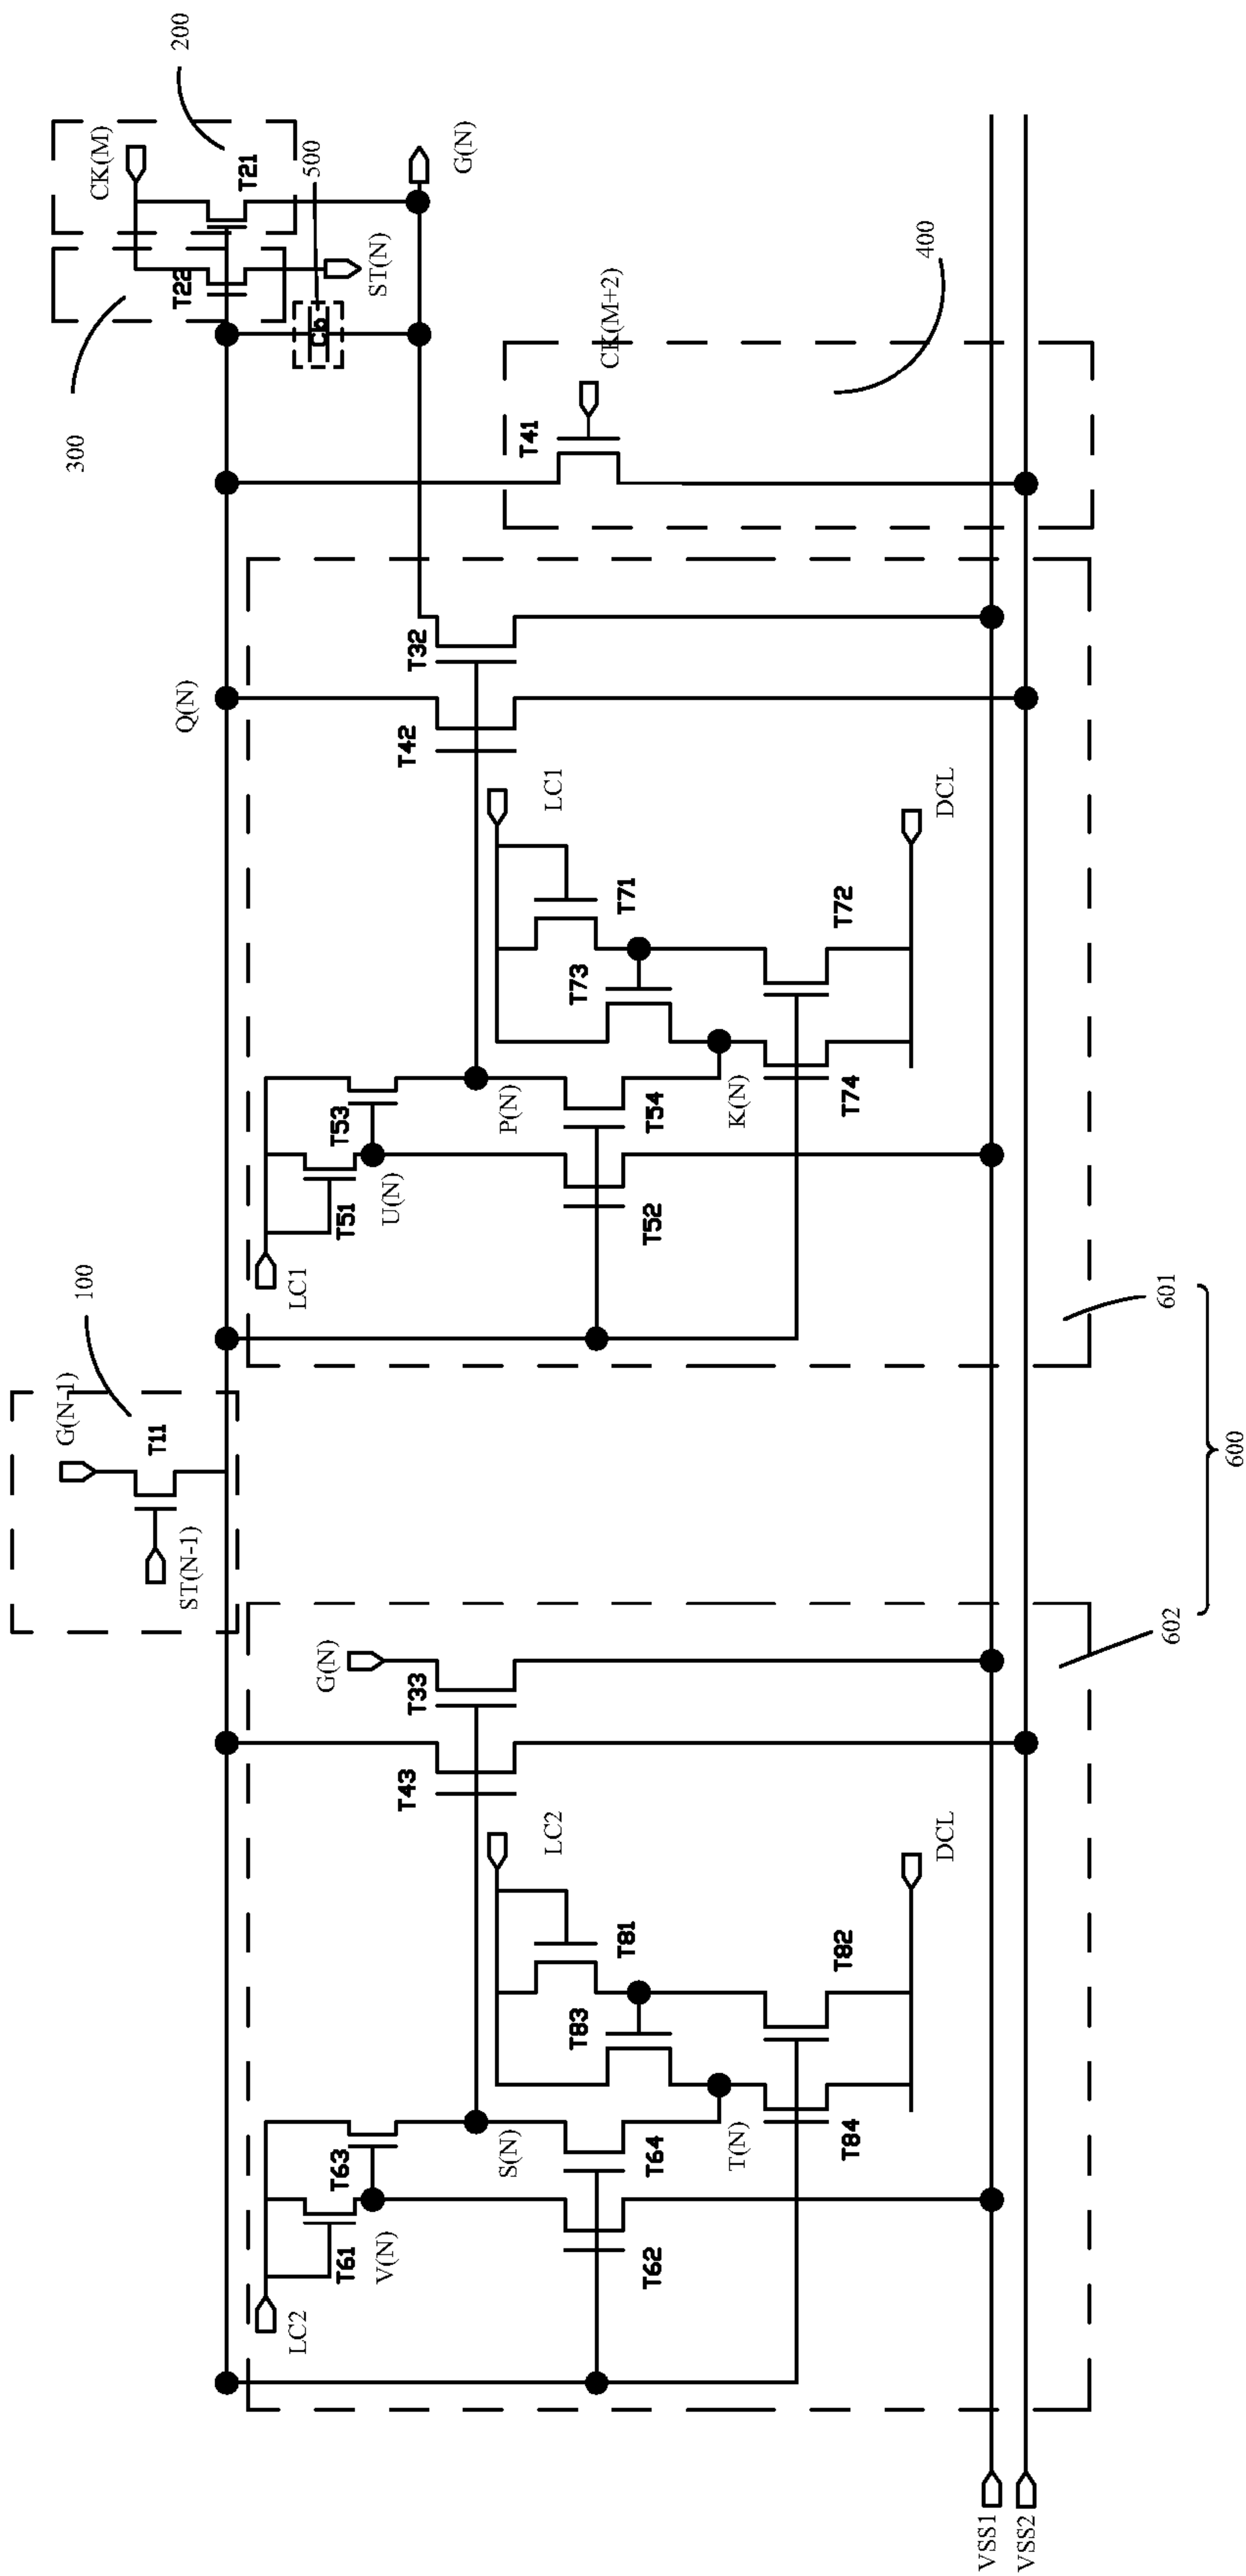 200
CK(M)
T21
G(N)
500
T22
ST(N)
Cb
300
400
CK(M+2)
T41
Q(N)
T32
T42
LC1
DCL
T71
T72
T73
T74
T53
P(N)
T54
K(N)
T51
U(N)
T52
LC1
100
601
G(N-1)
T11
ST(N-1)
600
602
G(N)
T33
T43
LC2
DCL
T81
T82
T83
T84
T63
S(N)
T64
T(N)
T61
V(N)
T62
LC2
VSS1
VSS2